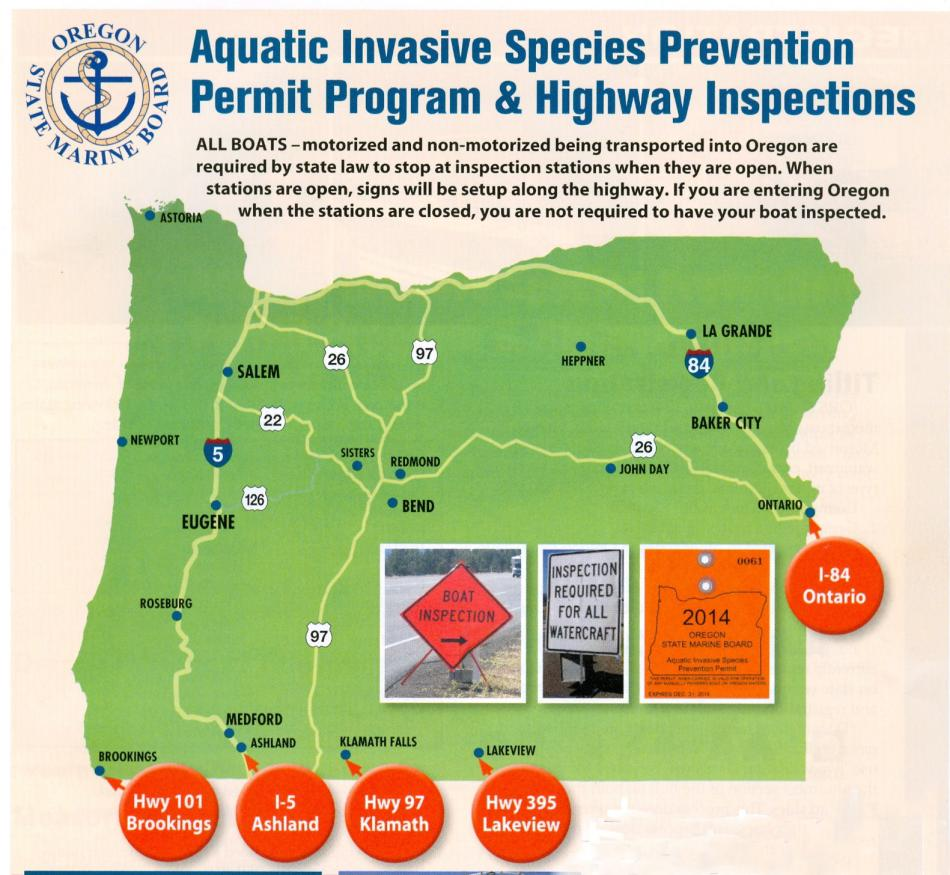 OREGON
STATE MARINE BOARD
Aquatic Invasive Species Prevention
Permit Program & Highway Inspections
ALL BOATS – motorized and non-motorized being transported into Oregon are
required by state law to stop at inspection stations when they are open. When
stations are open, signs will be setup along the highway. If you are entering Oregon
when the stations are closed, you are not required to have your boat inspected.
ASTORIA
LA GRANDE
26
97
HEPPNER
84
SALEM
BAKER CITY
22
NEWPORT
5
SISTERS
REDMOND
26
JOHN DAY
126
BEND
ONTARIO
EUGENE
I-84
Ontario
BOAT
INSPECTION
INSPECTION
REQUIRED
FOR ALL
WATERCRAFT
0061
2014
OREGON
STATE MARINE BOARD
Aquatic Invasive Species
Prevention Permit
EXPIRES DEC. 31, 2014
ROSEBURG
97
MEDFORD
ASHLAND
KLAMATH FALLS
LAKEVIEW
BROOKINGS
Hwy 101
Brookings
I-5
Ashland
Hwy 97
Klamath
Hwy 395
Lakeview